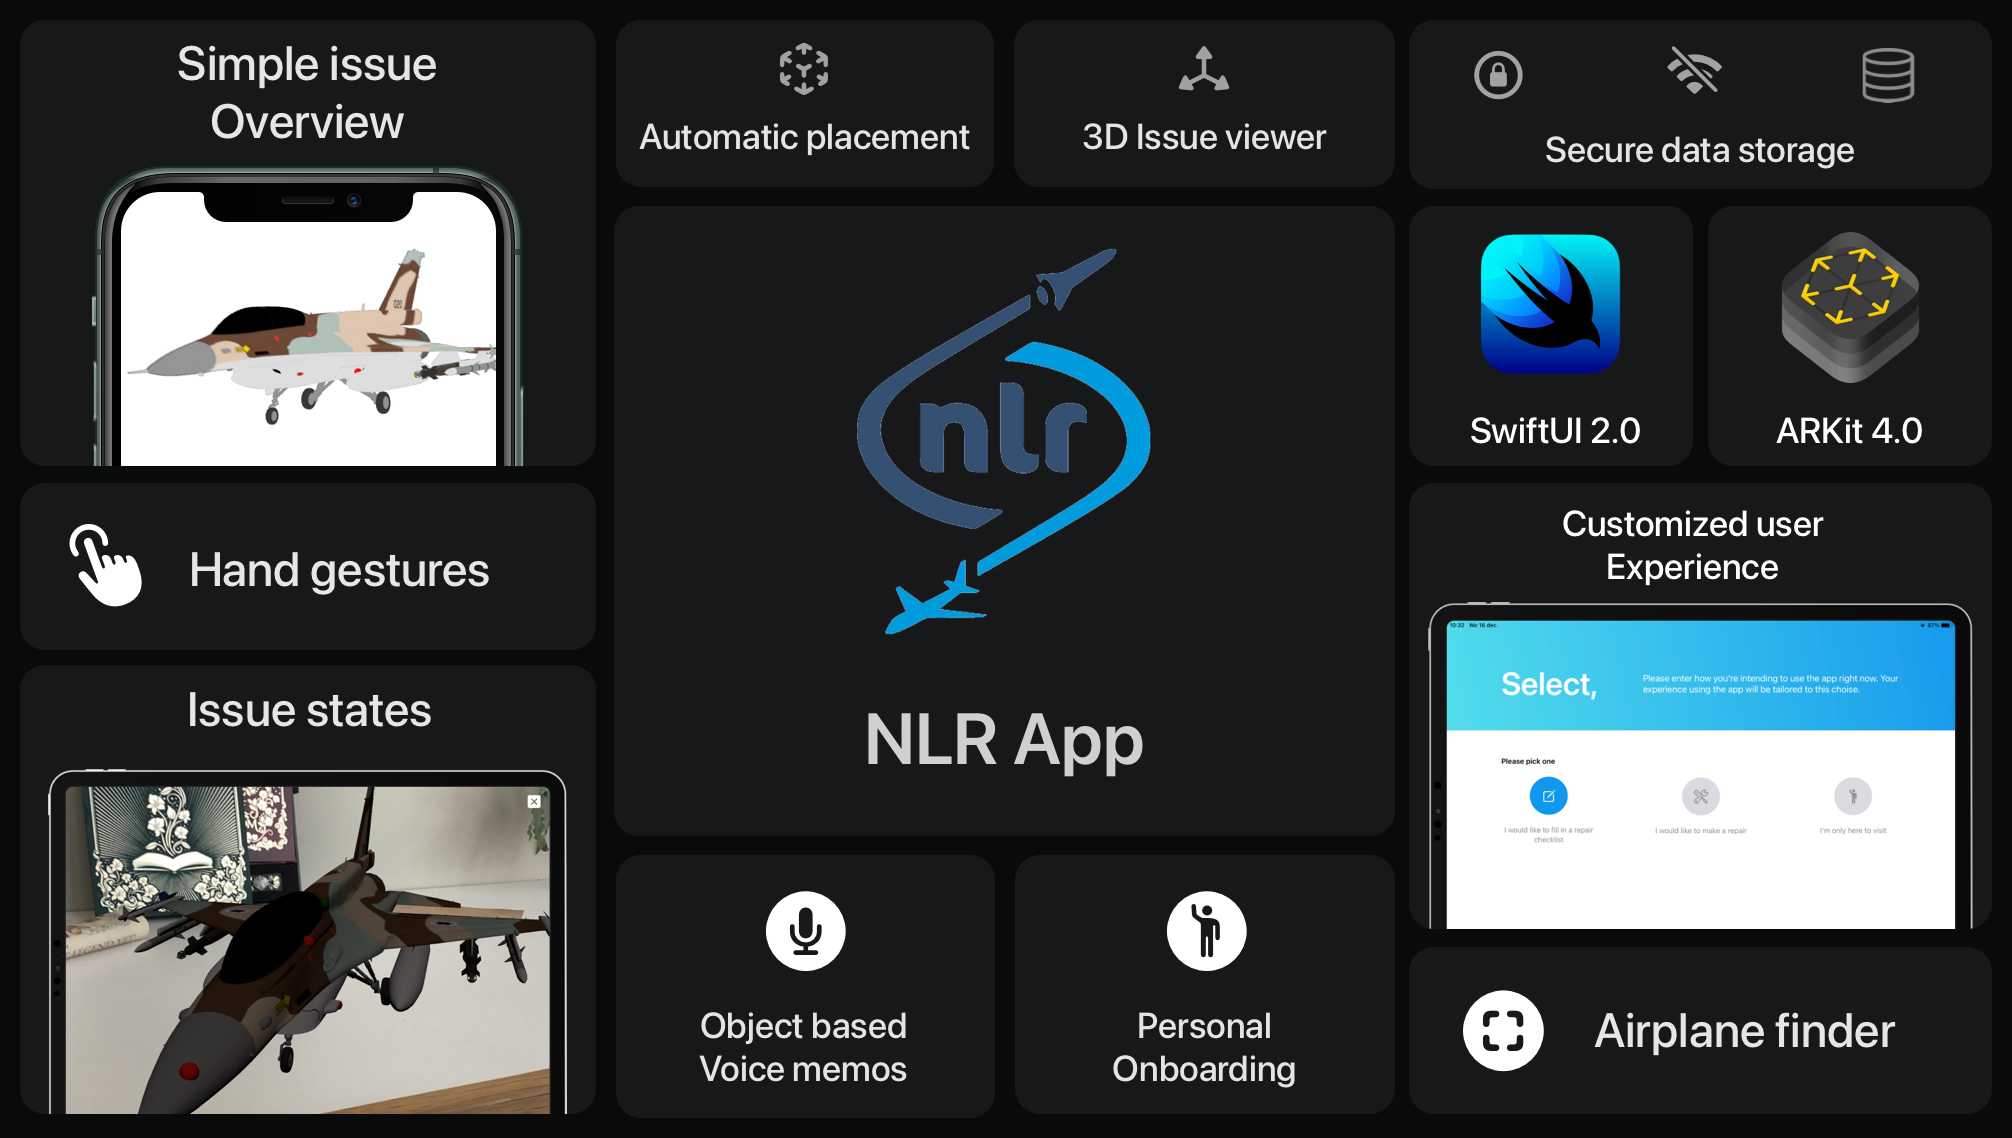 Simple issue
Overview
020
Automatic placement
3D Issue viewer
Secure data storage
nlr
NLR App
SwiftUI 2.0
ARKit 4.0
Hand gestures
Customized user
Experience
10:32 Wo 16 dec.
87%
Select,
Please enter how you're intending to use the app right now. Your
experience using the app will be tailored to this choise.
Please pick one
I would like to fill in a repair
checklist
I would like to make a repair
I'm only here to visit
Issue states
Object based
Voice memos
Personal
Onboarding
Airplane finder